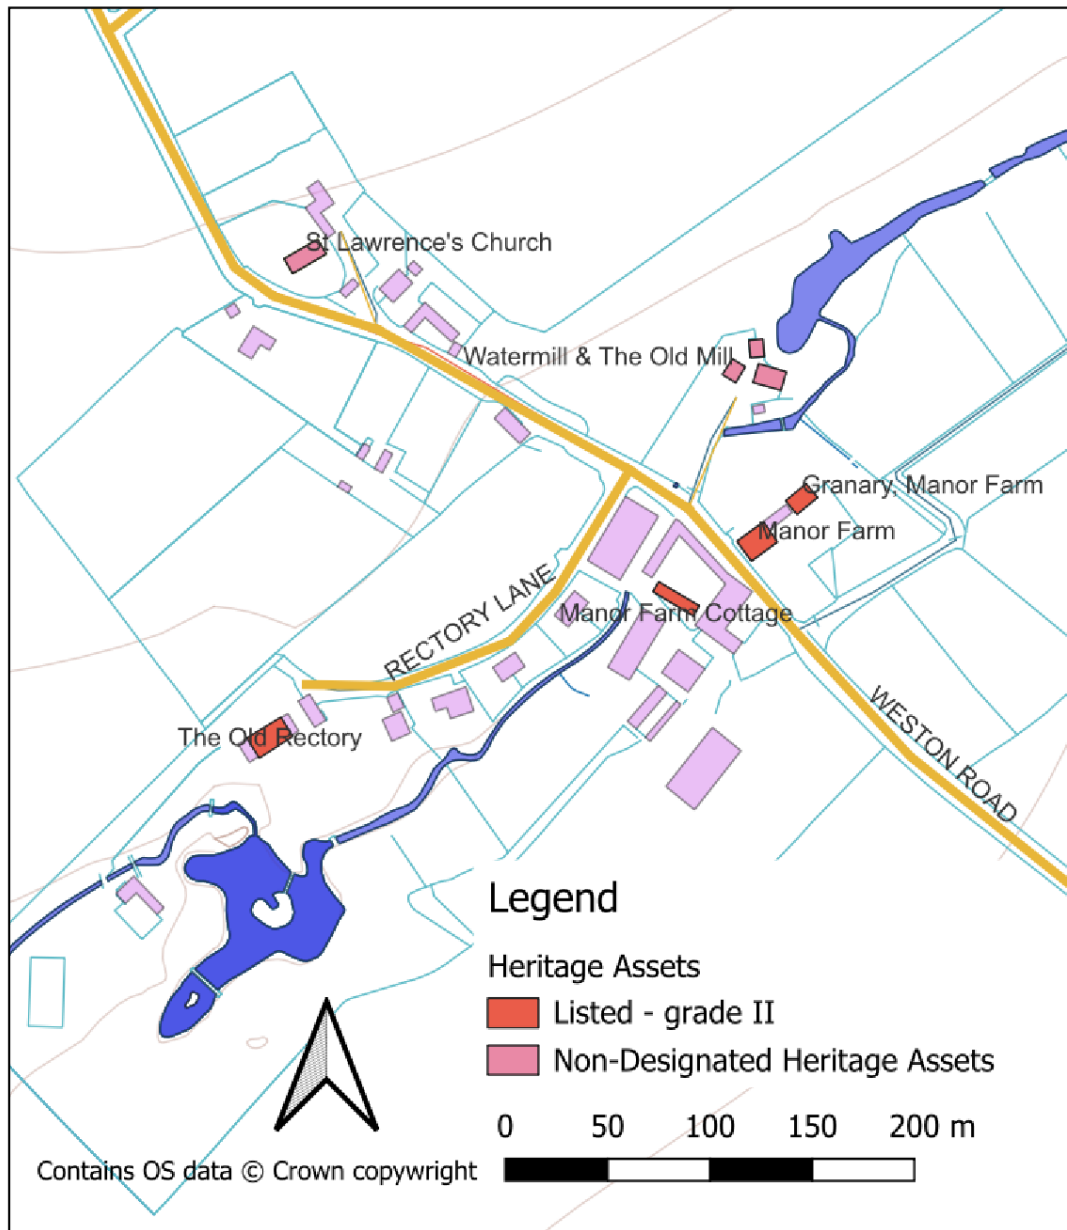 St Lawrence's Church
Watermill & The Old Mill
Granary, Manor Farm
Manor Farm
Manor Farm Cottage
RECTORY LANE
The Old Rectory
WESTON ROAD
Legend
Heritage Assets
Listed - grade II
Non-Designated Heritage Assets
0 50 100 150 200 m
Contains OS data © Crown copywright